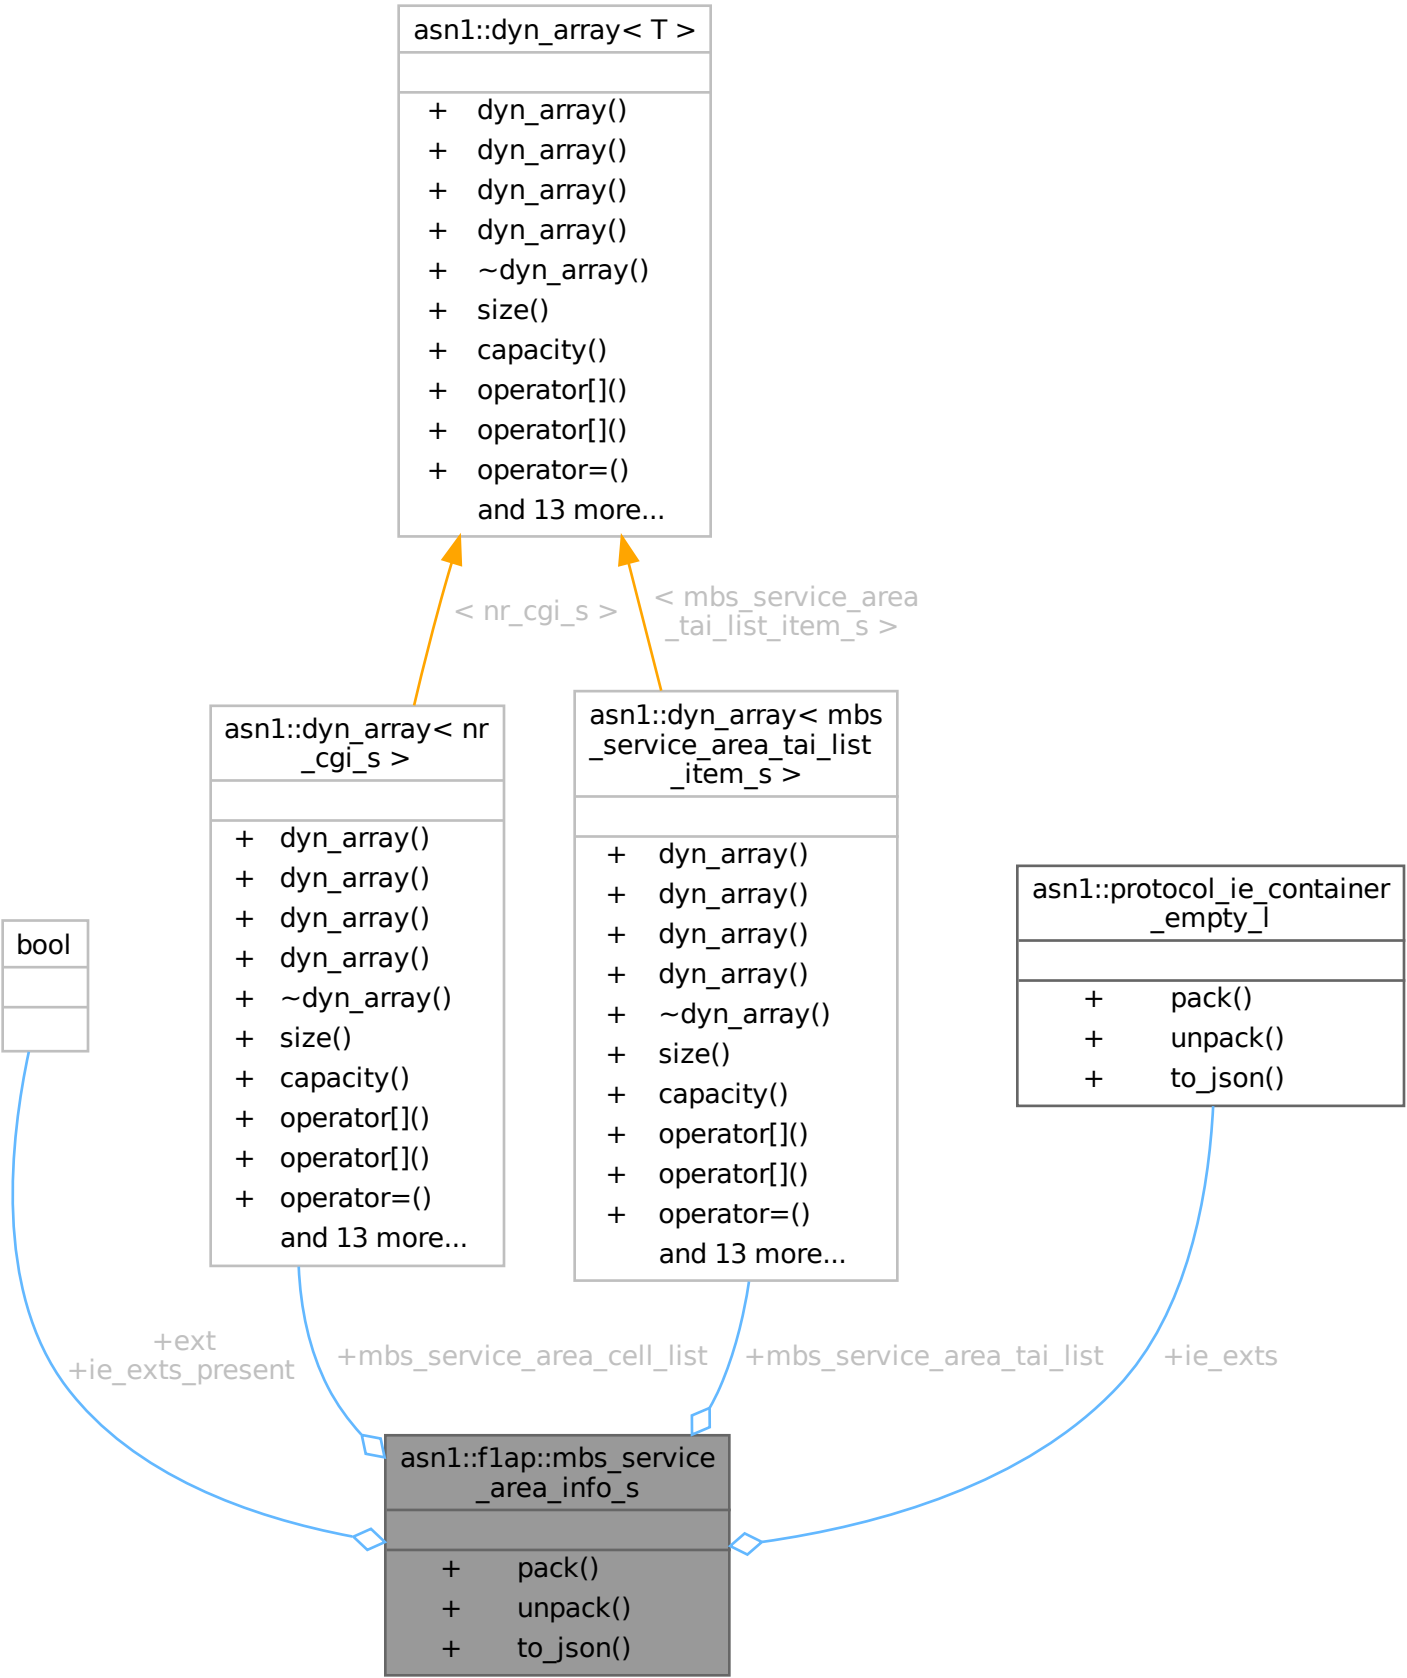 asn1::dyn_array< T >
+ dyn_array()
+ dyn_array()
+ dyn_array()
+ dyn_array()
+ ~dyn_array()
+ size()
+ capacity()
+ operator[]()
+ operator[]()
+ operator=()
and 13 more...
< nr_cgi_s >
< mbs_service_area
_tai_list_item_s >
asn1::dyn_array< nr
_cgi_s >
+ dyn_array()
+ dyn_array()
+ dyn_array()
+ dyn_array()
+ ~dyn_array()
+ size()
+ capacity()
+ operator[]()
+ operator[]()
+ operator=()
and 13 more...
asn1::dyn_array< mbs
_service_area_tai_list
_item_s >
+ dyn_array()
+ dyn_array()
+ dyn_array()
+ dyn_array()
+ ~dyn_array()
+ size()
+ capacity()
+ operator[]()
+ operator[]()
+ operator=()
and 13 more...
asn1::protocol_ie_container
_empty_l
+ pack()
+ unpack()
+ to_json()
bool
+ext
+ie_exts_present
+mbs_service_area_cell_list
+mbs_service_area_tai_list
+ie_exts
asn1::f1ap::mbs_service
_area_info_s
+ pack()
+ unpack()
+ to_json()